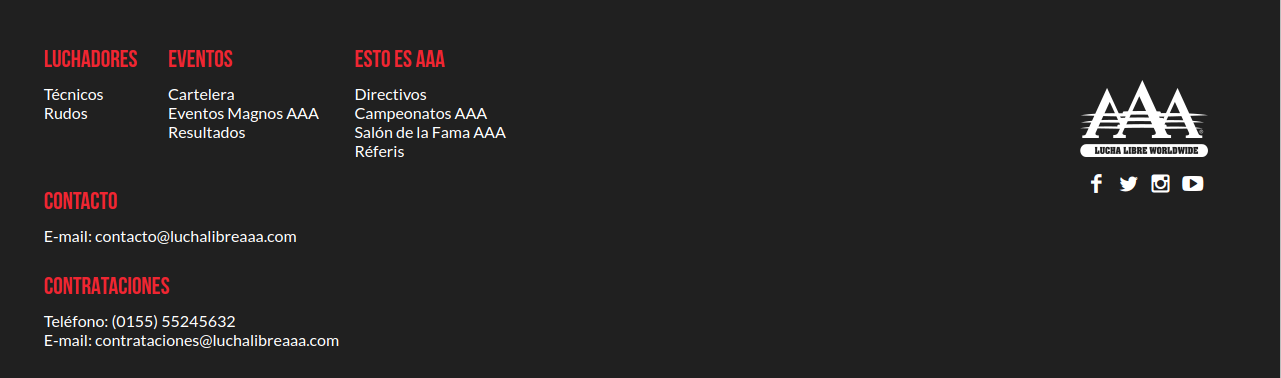 LUCHADORES
Técnicos
Rudos
EVENTOS
Cartelera
Eventos Magnos AAA
Resultados
ESTO ES AAA
Directivos
Campeonatos AAA
Salón de la Fama AAA
Réferis
CONTACTO
E-mail: contacto@luchalibreaaa.com
CONTRATACIONES
Teléfono: (0155) 55245632
E-mail: contrataciones@luchalibreaaa.com
AAA
LUCHA LIBRE WORLDWIDE